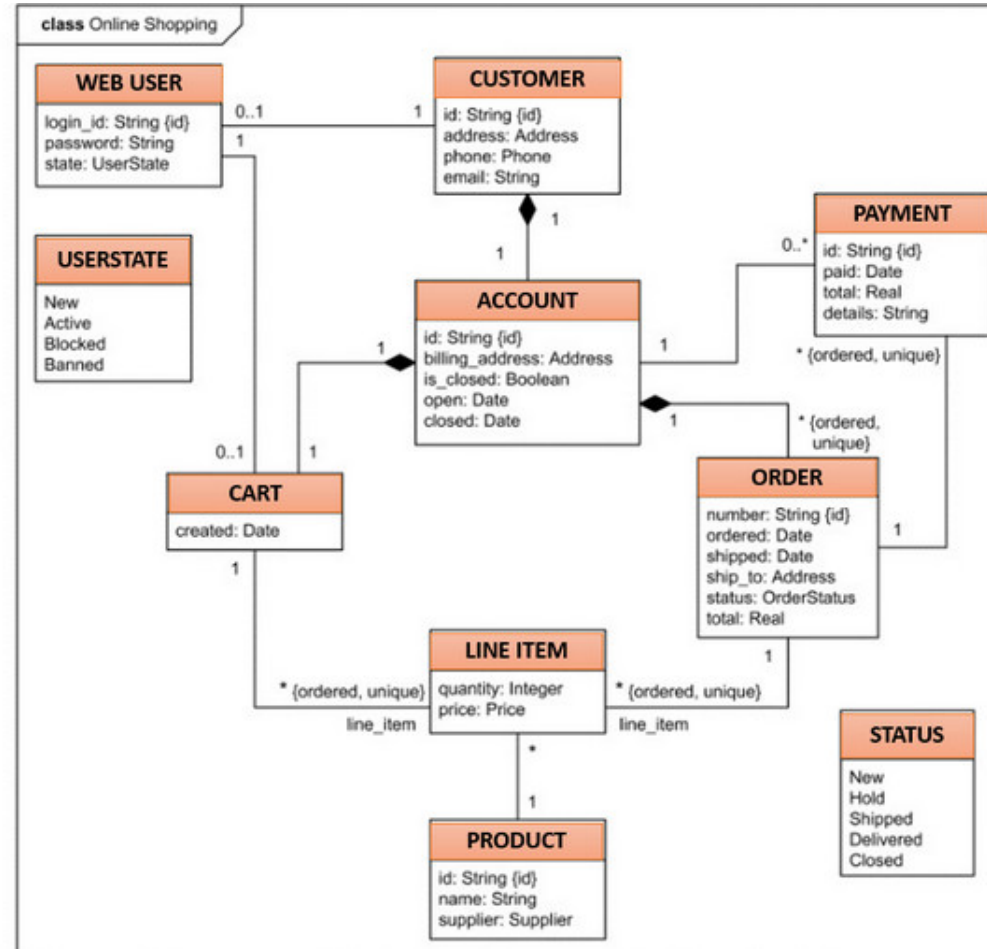 class Online Shopping
WEB USER
login_id: String {id}
password: String
state: UserState
0..1
1
1
CUSTOMER
id: String {id}
address: Address
phone: Phone
email: String
1
1
USERSTATE
New
Active
Blocked
Banned
PAYMENT
id: String {id}
paid: Date
total: Real
details: String
0..*
1
* {ordered, unique}
1
ACCOUNT
id: String {id}
billing_address: Address
is_closed: Boolean
open: Date
closed: Date
1
1
0..1
1
* {ordered,
unique}
CART
created: Date
1
ORDER
number: String {id}
ordered: Date
shipped: Date
ship_to: Address
status: OrderStatus
total: Real
1
LINE ITEM
quantity: Integer
price: Price
* {ordered, unique}
line_item
* {ordered, unique}
line_item
*
1
PRODUCT
id: String {id}
name: String
supplier: Supplier
STATUS
New
Hold
Shipped
Delivered
Closed